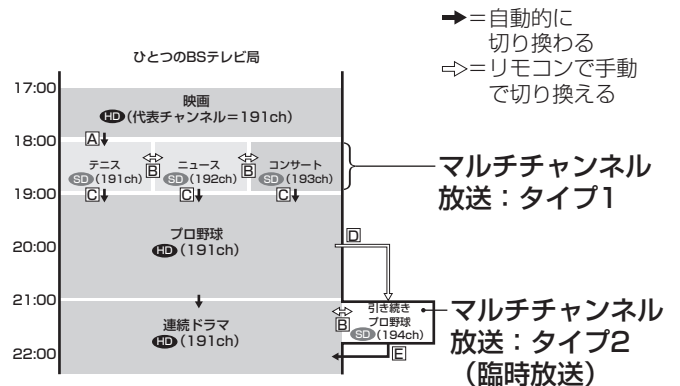 ➡=自動的に
切り換わる
⇨=リモコンで手動
で切り換える
ひとつのBSテレビ局
17:00
映画
HD(代表チャンネル=191ch)
18:00
A
テニス
SD(191ch)
B
ニュース
SD(192ch)
B
コンサート
SD(193ch)
マルチチャンネル
放送:タイプ1
19:00
C
C
C
プロ野球
HD(191ch)
D
20:00
21:00
連続ドラマ
HD(191ch)
B
引き続き
プロ野球
SD(194ch)
マルチチャンネル
放送:タイプ2
(臨時放送)
22:00
E